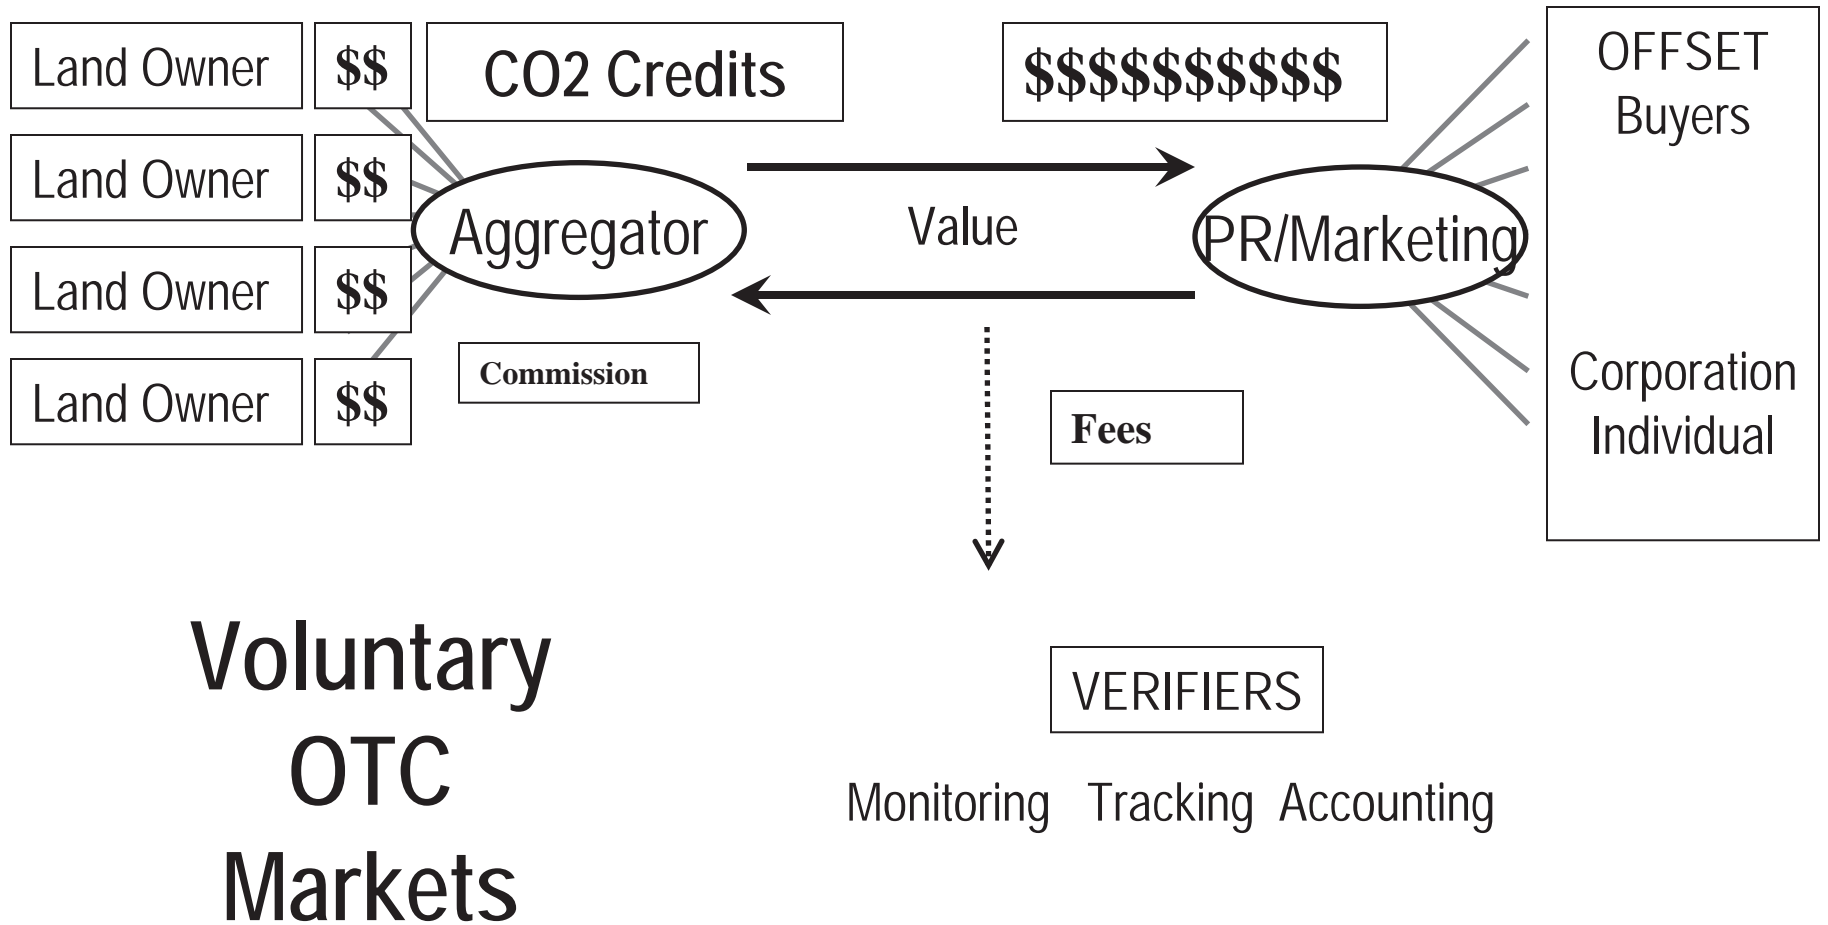 Land Owner $$
CO2 Credits
$$$$$$$$$$
OFFSET
Buyers
Land Owner $$
Aggregator
Value
PR/Marketing
Land Owner $$
Commission
Corporation
Individual
Land Owner $$
Fees
Voluntary
OTC
Markets
VERIFIERS
Monitoring Tracking Accounting